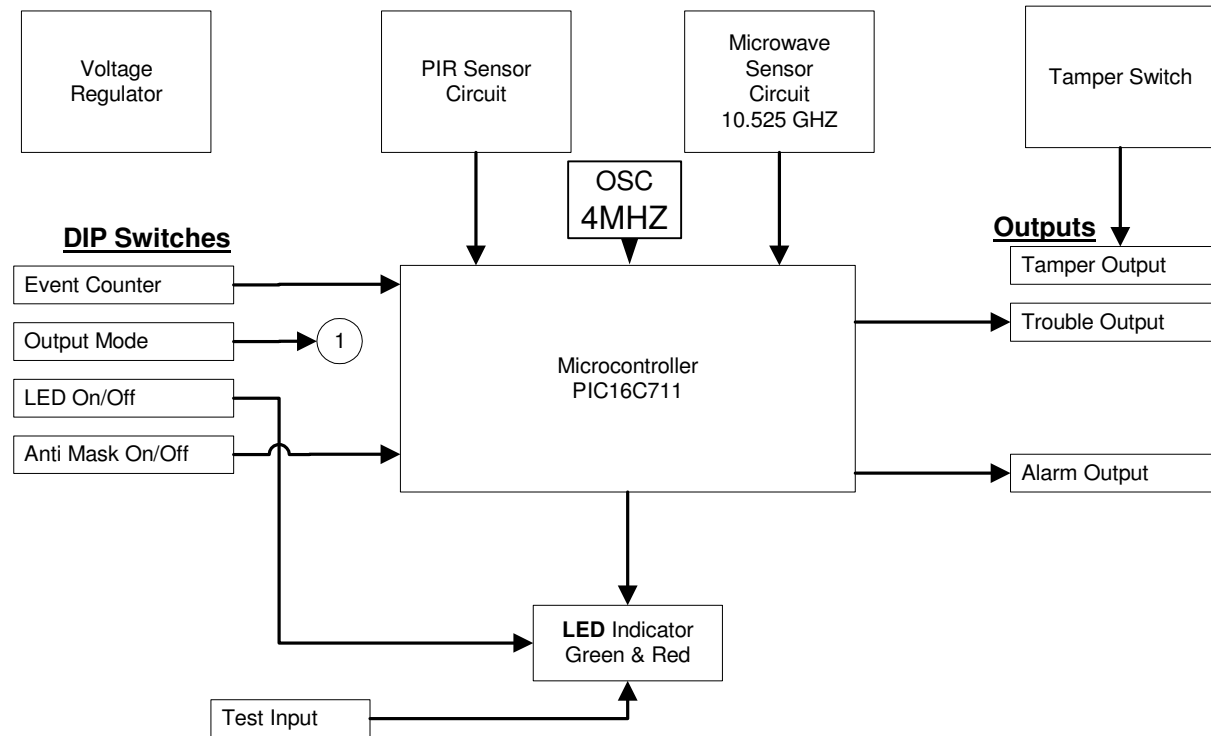 Voltage
Regulator
PIR Sensor
Circuit
Microwave
Sensor
Circuit
10.525 GHZ
Tamper Switch
OSC
4MHZ
DIP Switches
Event Counter
Output Mode
1
LED On/Off
Anti Mask On/Off
Microcontroller
PIC16C711
Outputs
Tamper Output
Trouble Output
Alarm Output
LED Indicator
Green & Red
Test Input